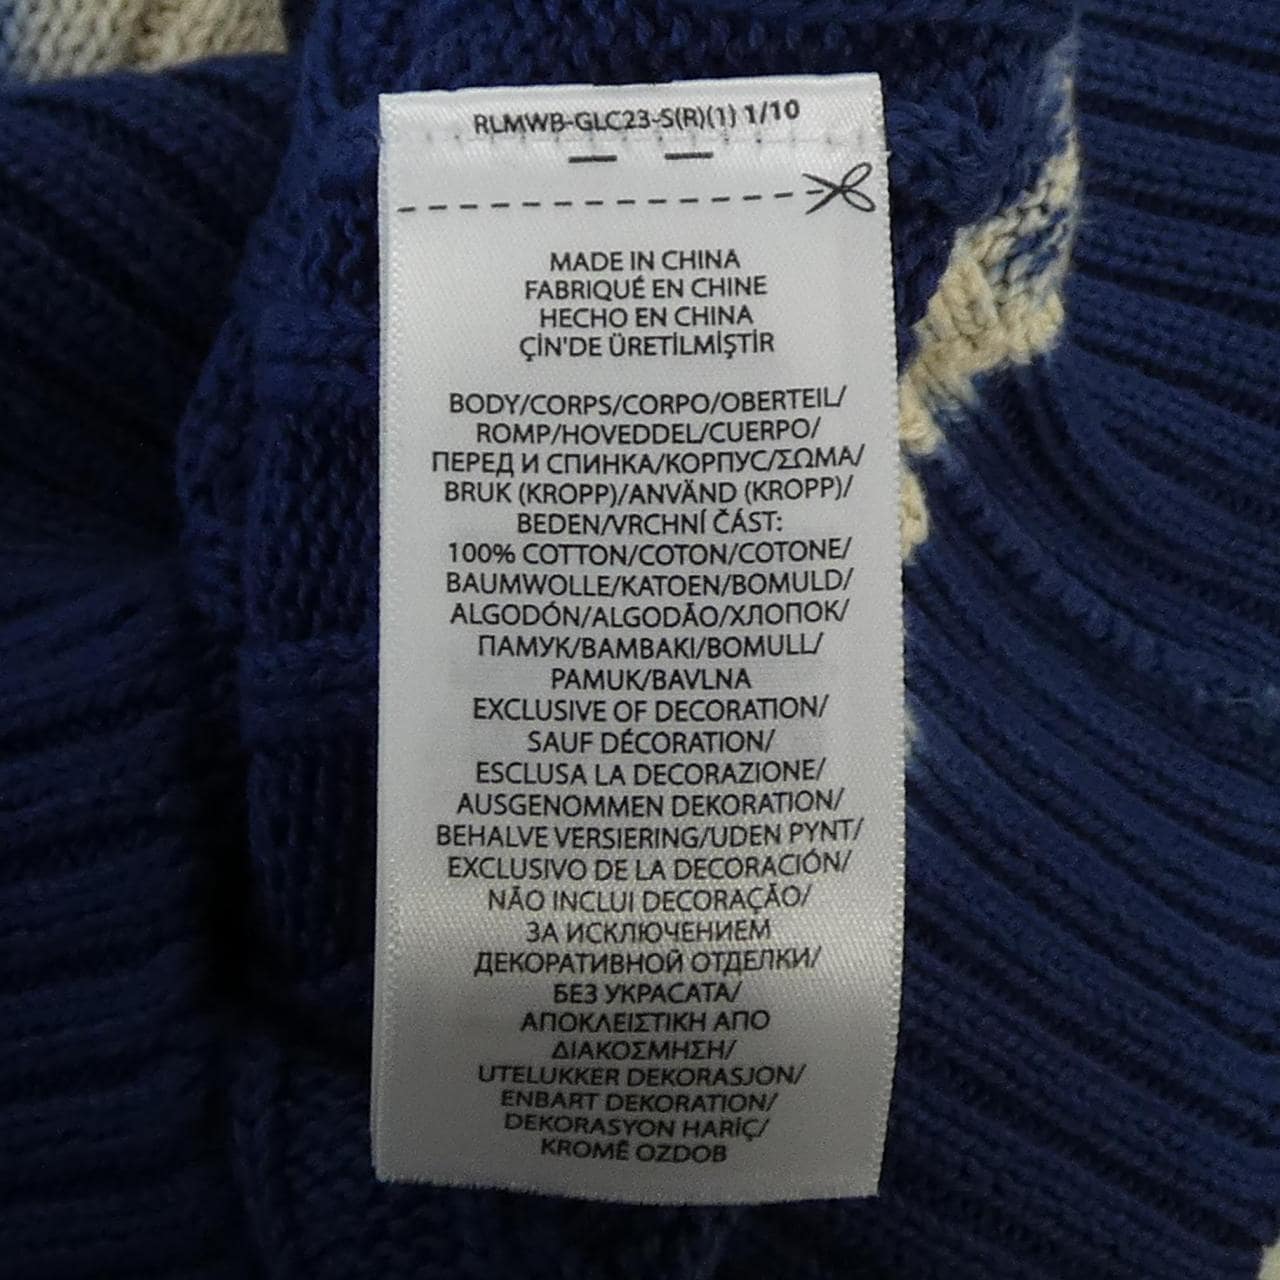 RLMWB-GLC23-S(R)(1) 1/10
MADE IN CHINA
FABRIQUÉ EN CHINE
HECHO EN CHINA
ÇİN'DE ÜRETİLMİŞTİR
BODY/CORPS/CORPO/OBERTEIL/
ROMP/HOVEDDEL/CUERPO/
ПЕРЕД И СПИНКА/КОРПУС/ΣΩΜΑ/
BRUK (KROPP)/ANVÄND (KROPP)/
BEDEN/VRCHNÍ ČÁST:
100% COTTON/COTON/COTONE/
BAUMWOLLE/KATOEN/BOMULD/
ALGODÓN/ALGODÃO/ХЛОПОК/
ПАМУК/BAMBAKI/BOMULL/
PAMUK/BAVLNA
EXCLUSIVE OF DECORATION/
SAUF DÉCORATION/
ESCLUSA LA DECORAZIONE/
AUSGENOMMEN DEKORATION/
BEHALVE VERSIERING/UDEN PYNT/
EXCLUSIVO DE LA DECORACIÓN/
NÃO INCLUI DECORAÇÃO/
ЗА ИСКЛЮЧЕНИЕМ
ДЕКОРАТИВНОЙ ОТДЕЛКИ/
БЕЗ УКРАСАТА/
ΑΠΟΚΛΕΙΣΤΙΚΗ ΑΠΟ
ΔΙΑΚΟΣΜΗΣΗ/
UTELUKKER DEKORASJON/
ENBART DEKORATION/
DEKORASYON HARİÇ/
KROMĚ OZDOB